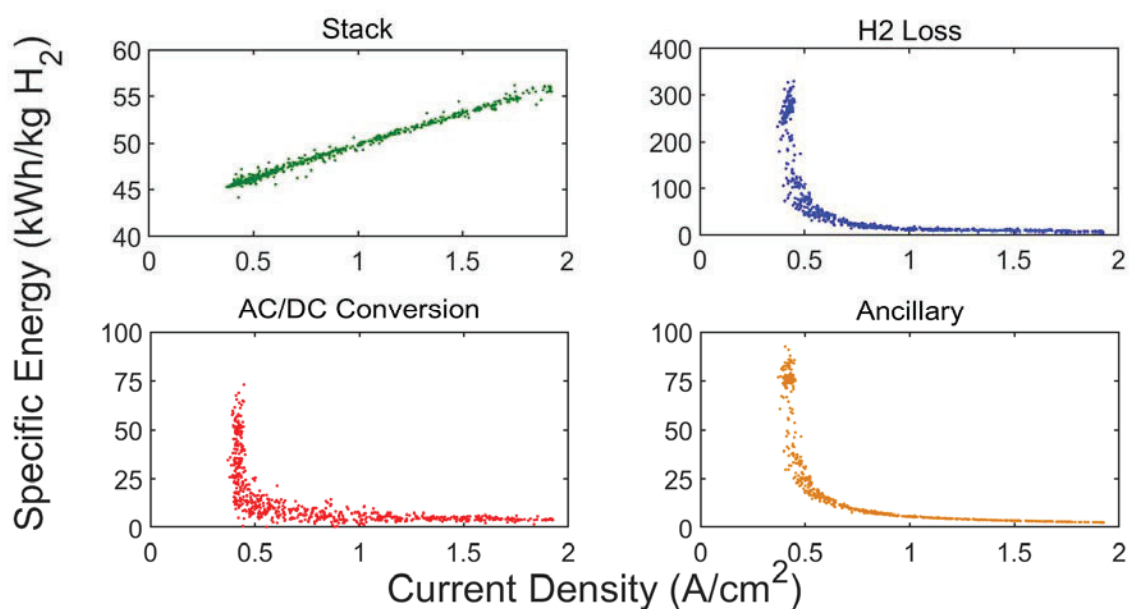 Specific Energy (kWh/kg H2)
Stack
60
55
50
45
40
0 0.5 1 1.5 2
H2 Loss
400
300
200
100
0
0 0.5 1 1.5 2
AC/DC Conversion
100
75
50
25
0
0 0.5 1 1.5 2
Ancillary
100
75
50
25
0
0 0.5 1 1.5 2
Current Density (A/cm²)